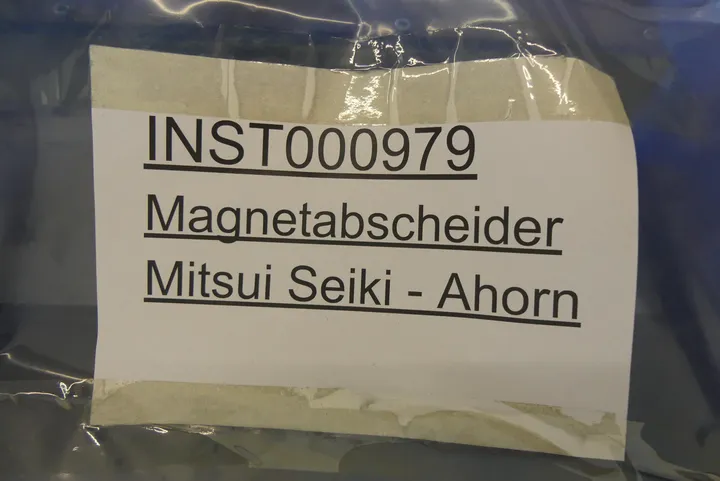 INST000979
Magnetabscheider
Mitsui Seiki - Ahorn